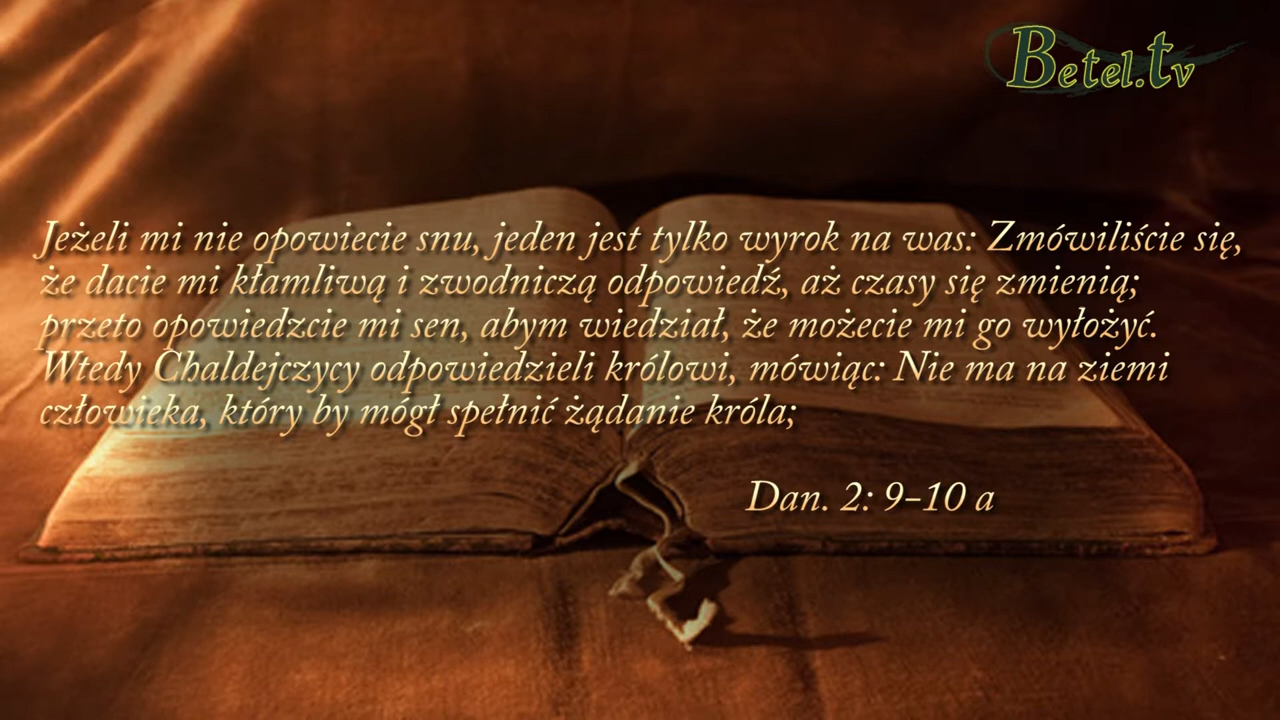 Betel.tv
Jeżeli mi nie opowiecie snu, jeden jest tylko wyrok na was: Zmówiliście się,
że dacie mi kłamliwą i zwodniczą odpowiedź, aż czasy się zmienią;
przeto opowiedzcie mi sen, abym wiedział, że możecie mi go wyłożyć.
Wtedy Chaldejczycy odpowiedzieli królowi, mówiąc: Nie ma na ziemi
człowieka, który by mógł spełnić żądanie króla;
Dan. 2: 9-10 a